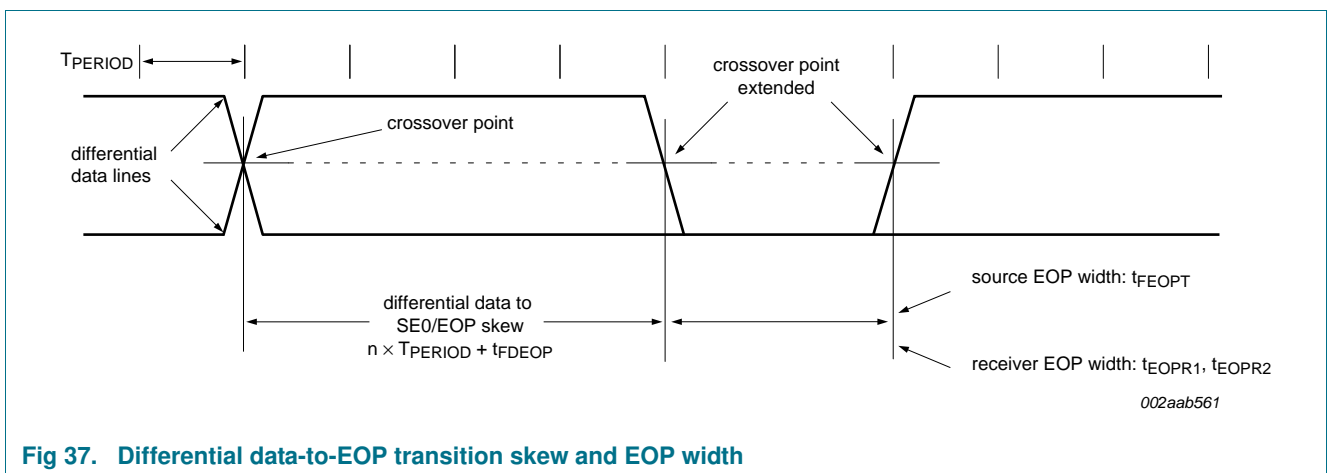 TPERIOD
crossover point
extended
crossover point
differential
data lines
source EOP width: tFEOPT
differential data to
SE0/EOP skew
n × TPERIOD + tFDEOP
receiver EOP width: tEOPR1, tEOPR2
002aab561
Fig 37. Differential data-to-EOP transition skew and EOP width